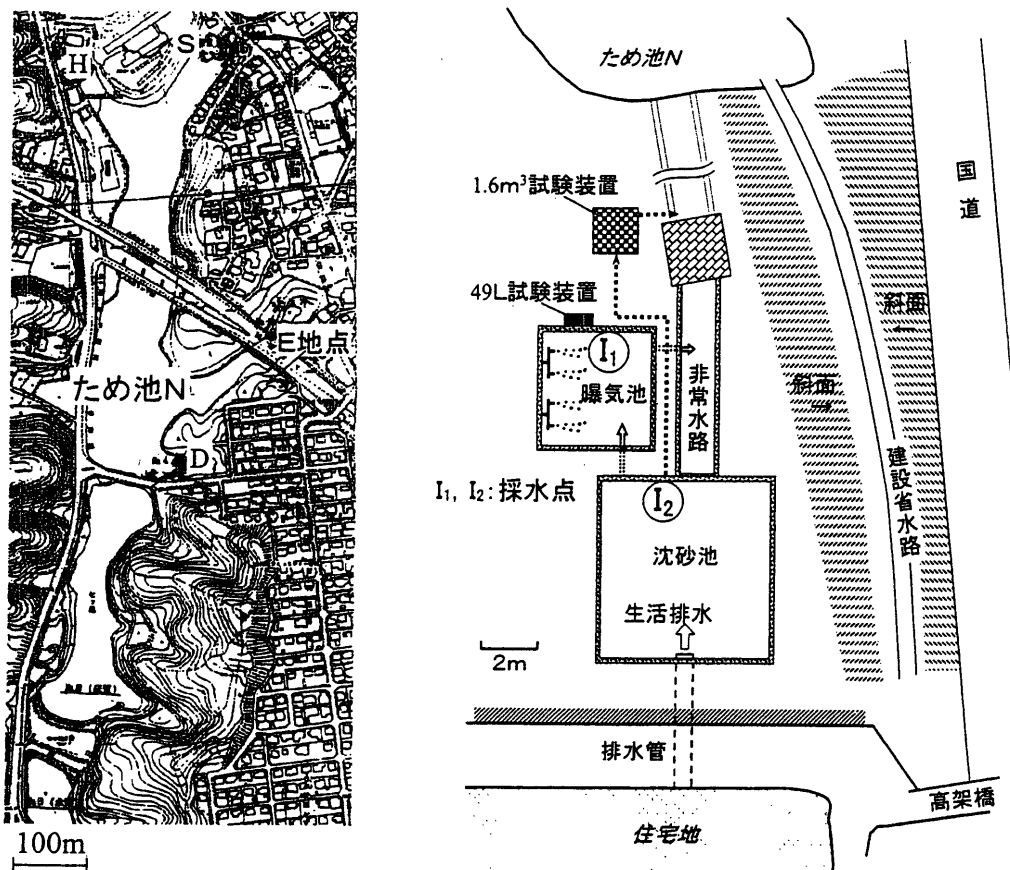 H
S
E地点
ため池N
D
100m
ため池N
国道
1.6m³試験装置
49L試験装置
斜面
I₁
曝気池
非常水路
斜面
建設省水路
I₁, I₂: 採水点
I₂
沈砂池
生活排水
2m
排水管
高架橋
住宅地